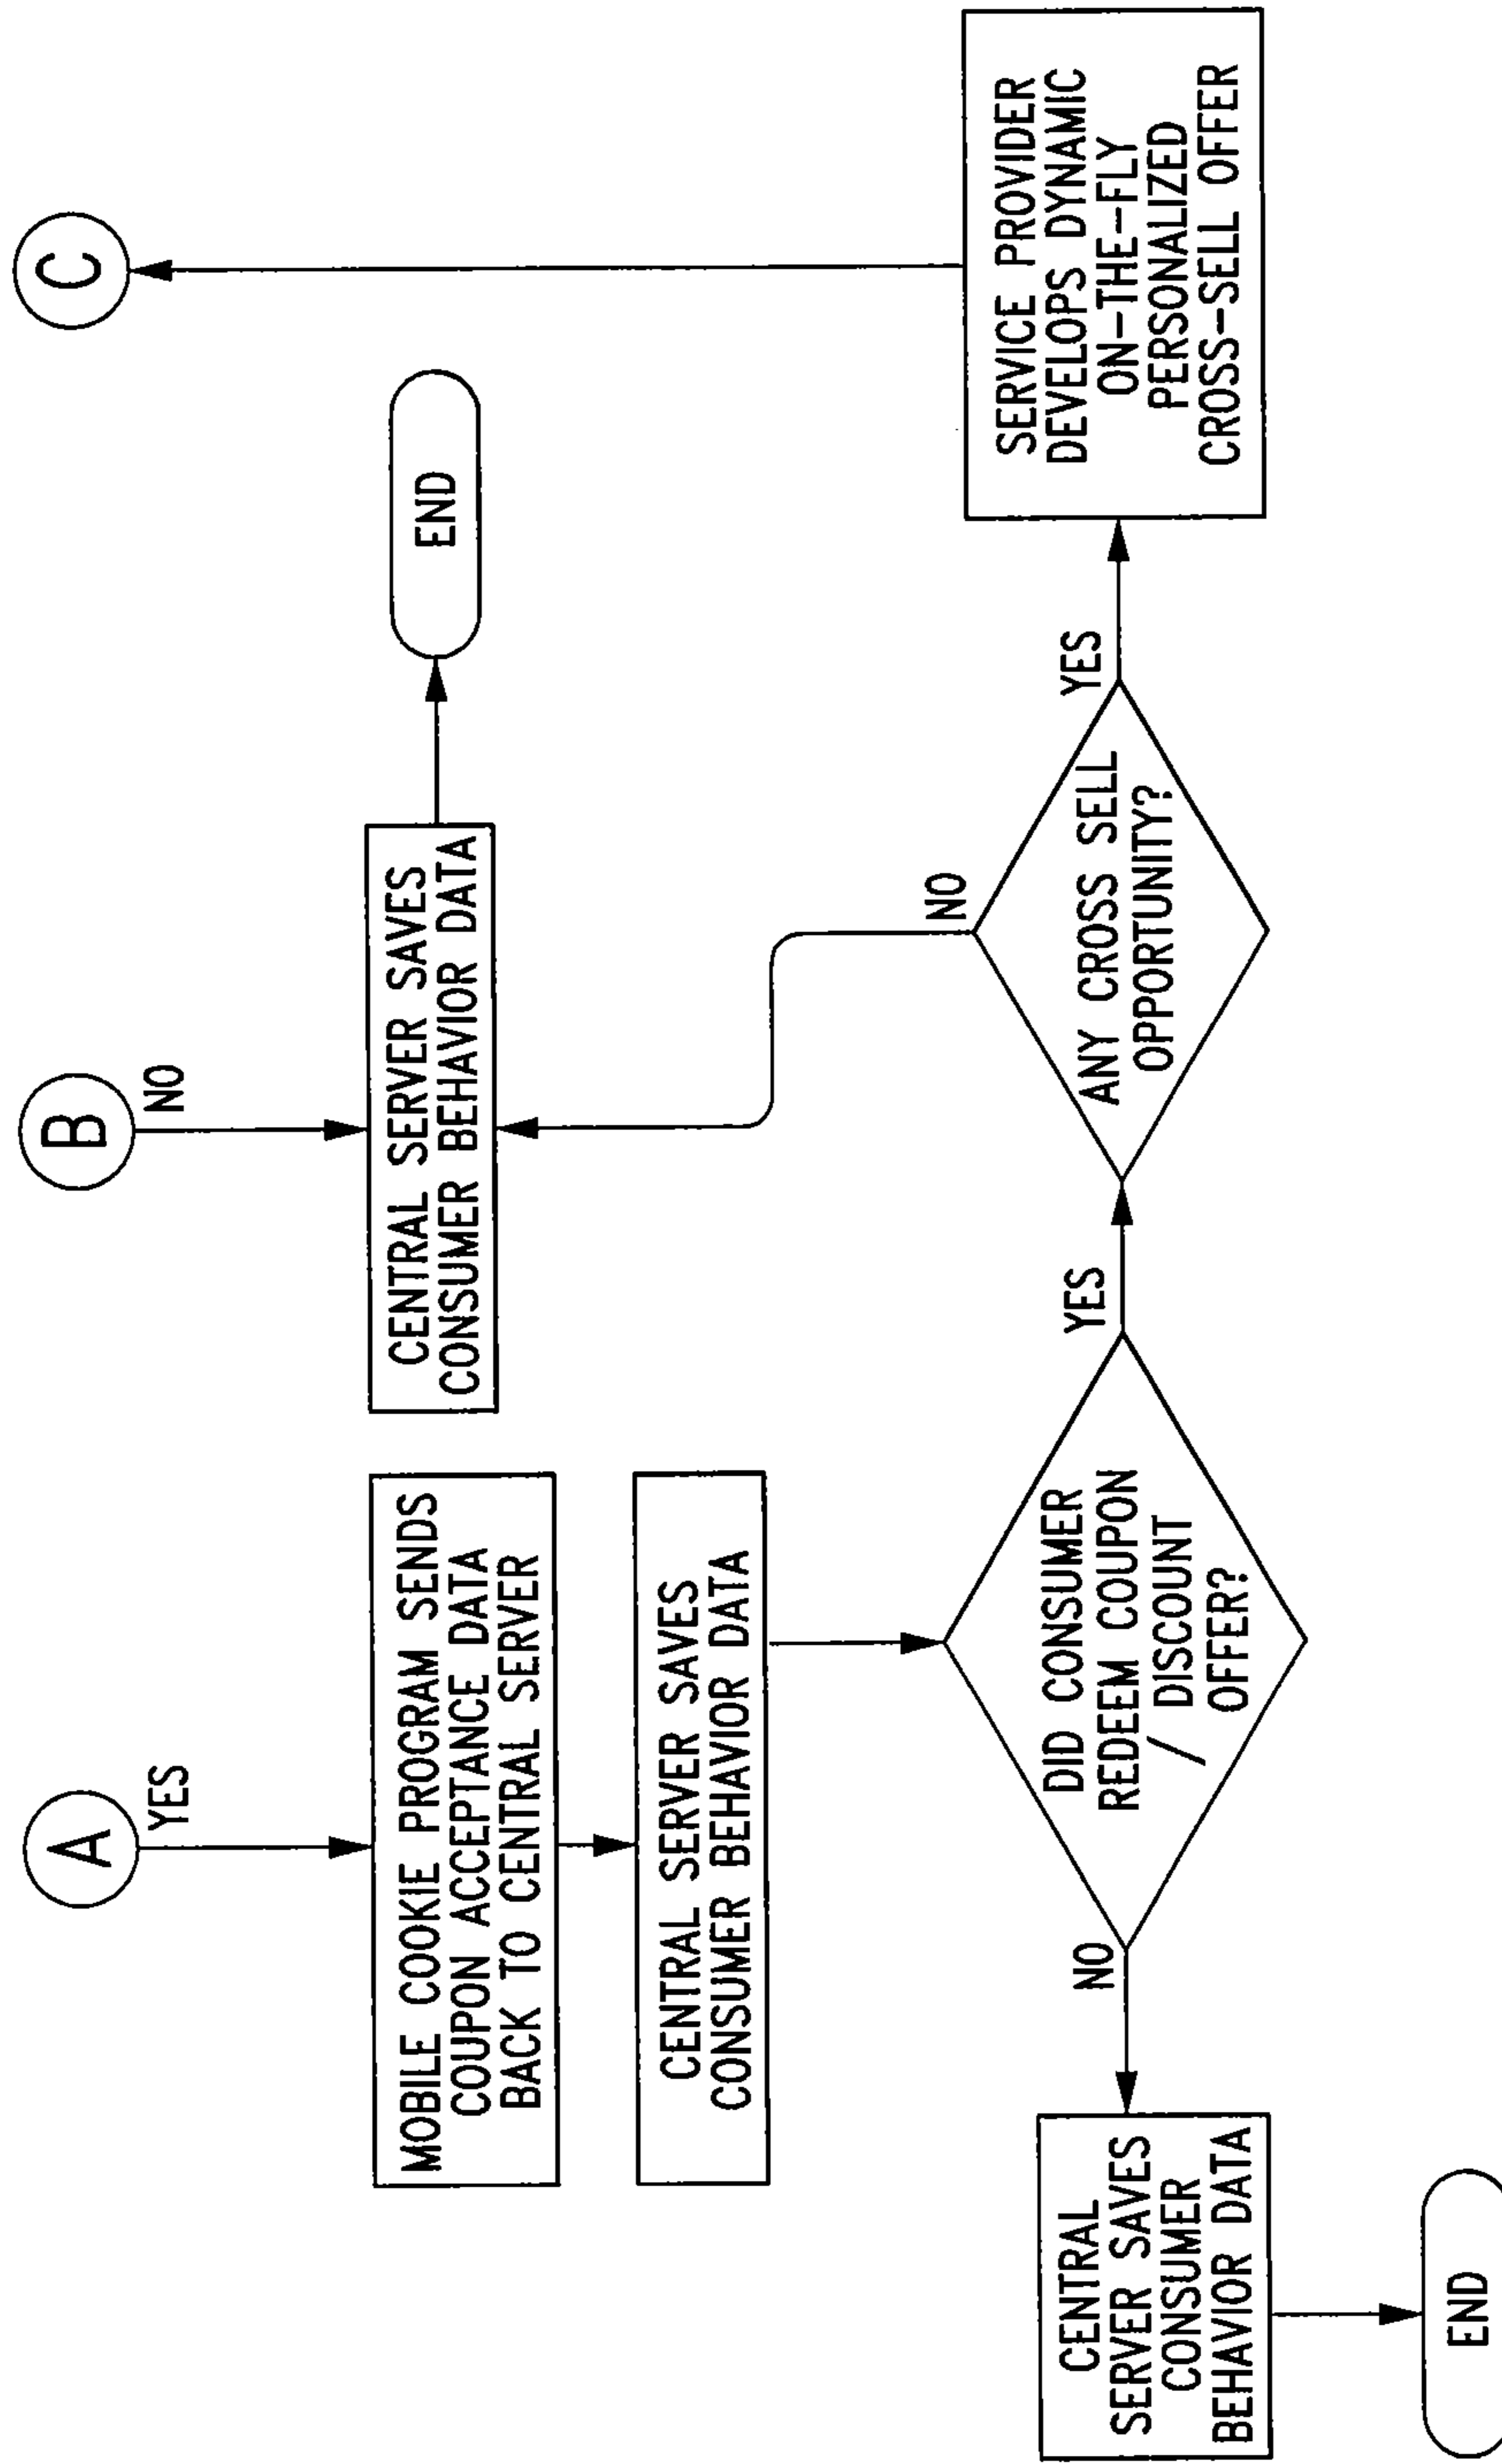 A
YES
MOBILE COOKIE PROGRAM SENDS
COUPON ACCEPTANCE DATA
BACK TO CENTRAL SERVER
CENTRAL SERVER SAVES
CONSUMER BEHAVIOR DATA
DID CONSUMER
REDEEM COUPON
/ DISCOUNT
OFFER?
NO
CENTRAL
SERVER SAVES
CONSUMER
BEHAVIOR DATA
END
YES
ANY CROSS SELL
OPPORTUNITY?
NO
B
NO
CENTRAL SERVER SAVES
CONSUMER BEHAVIOR DATA
END
YES
SERVICE PROVIDER
DEVELOPS DYNAMIC
ON-THE-FLY
PERSONALIZED
CROSS-SELL OFFER
C